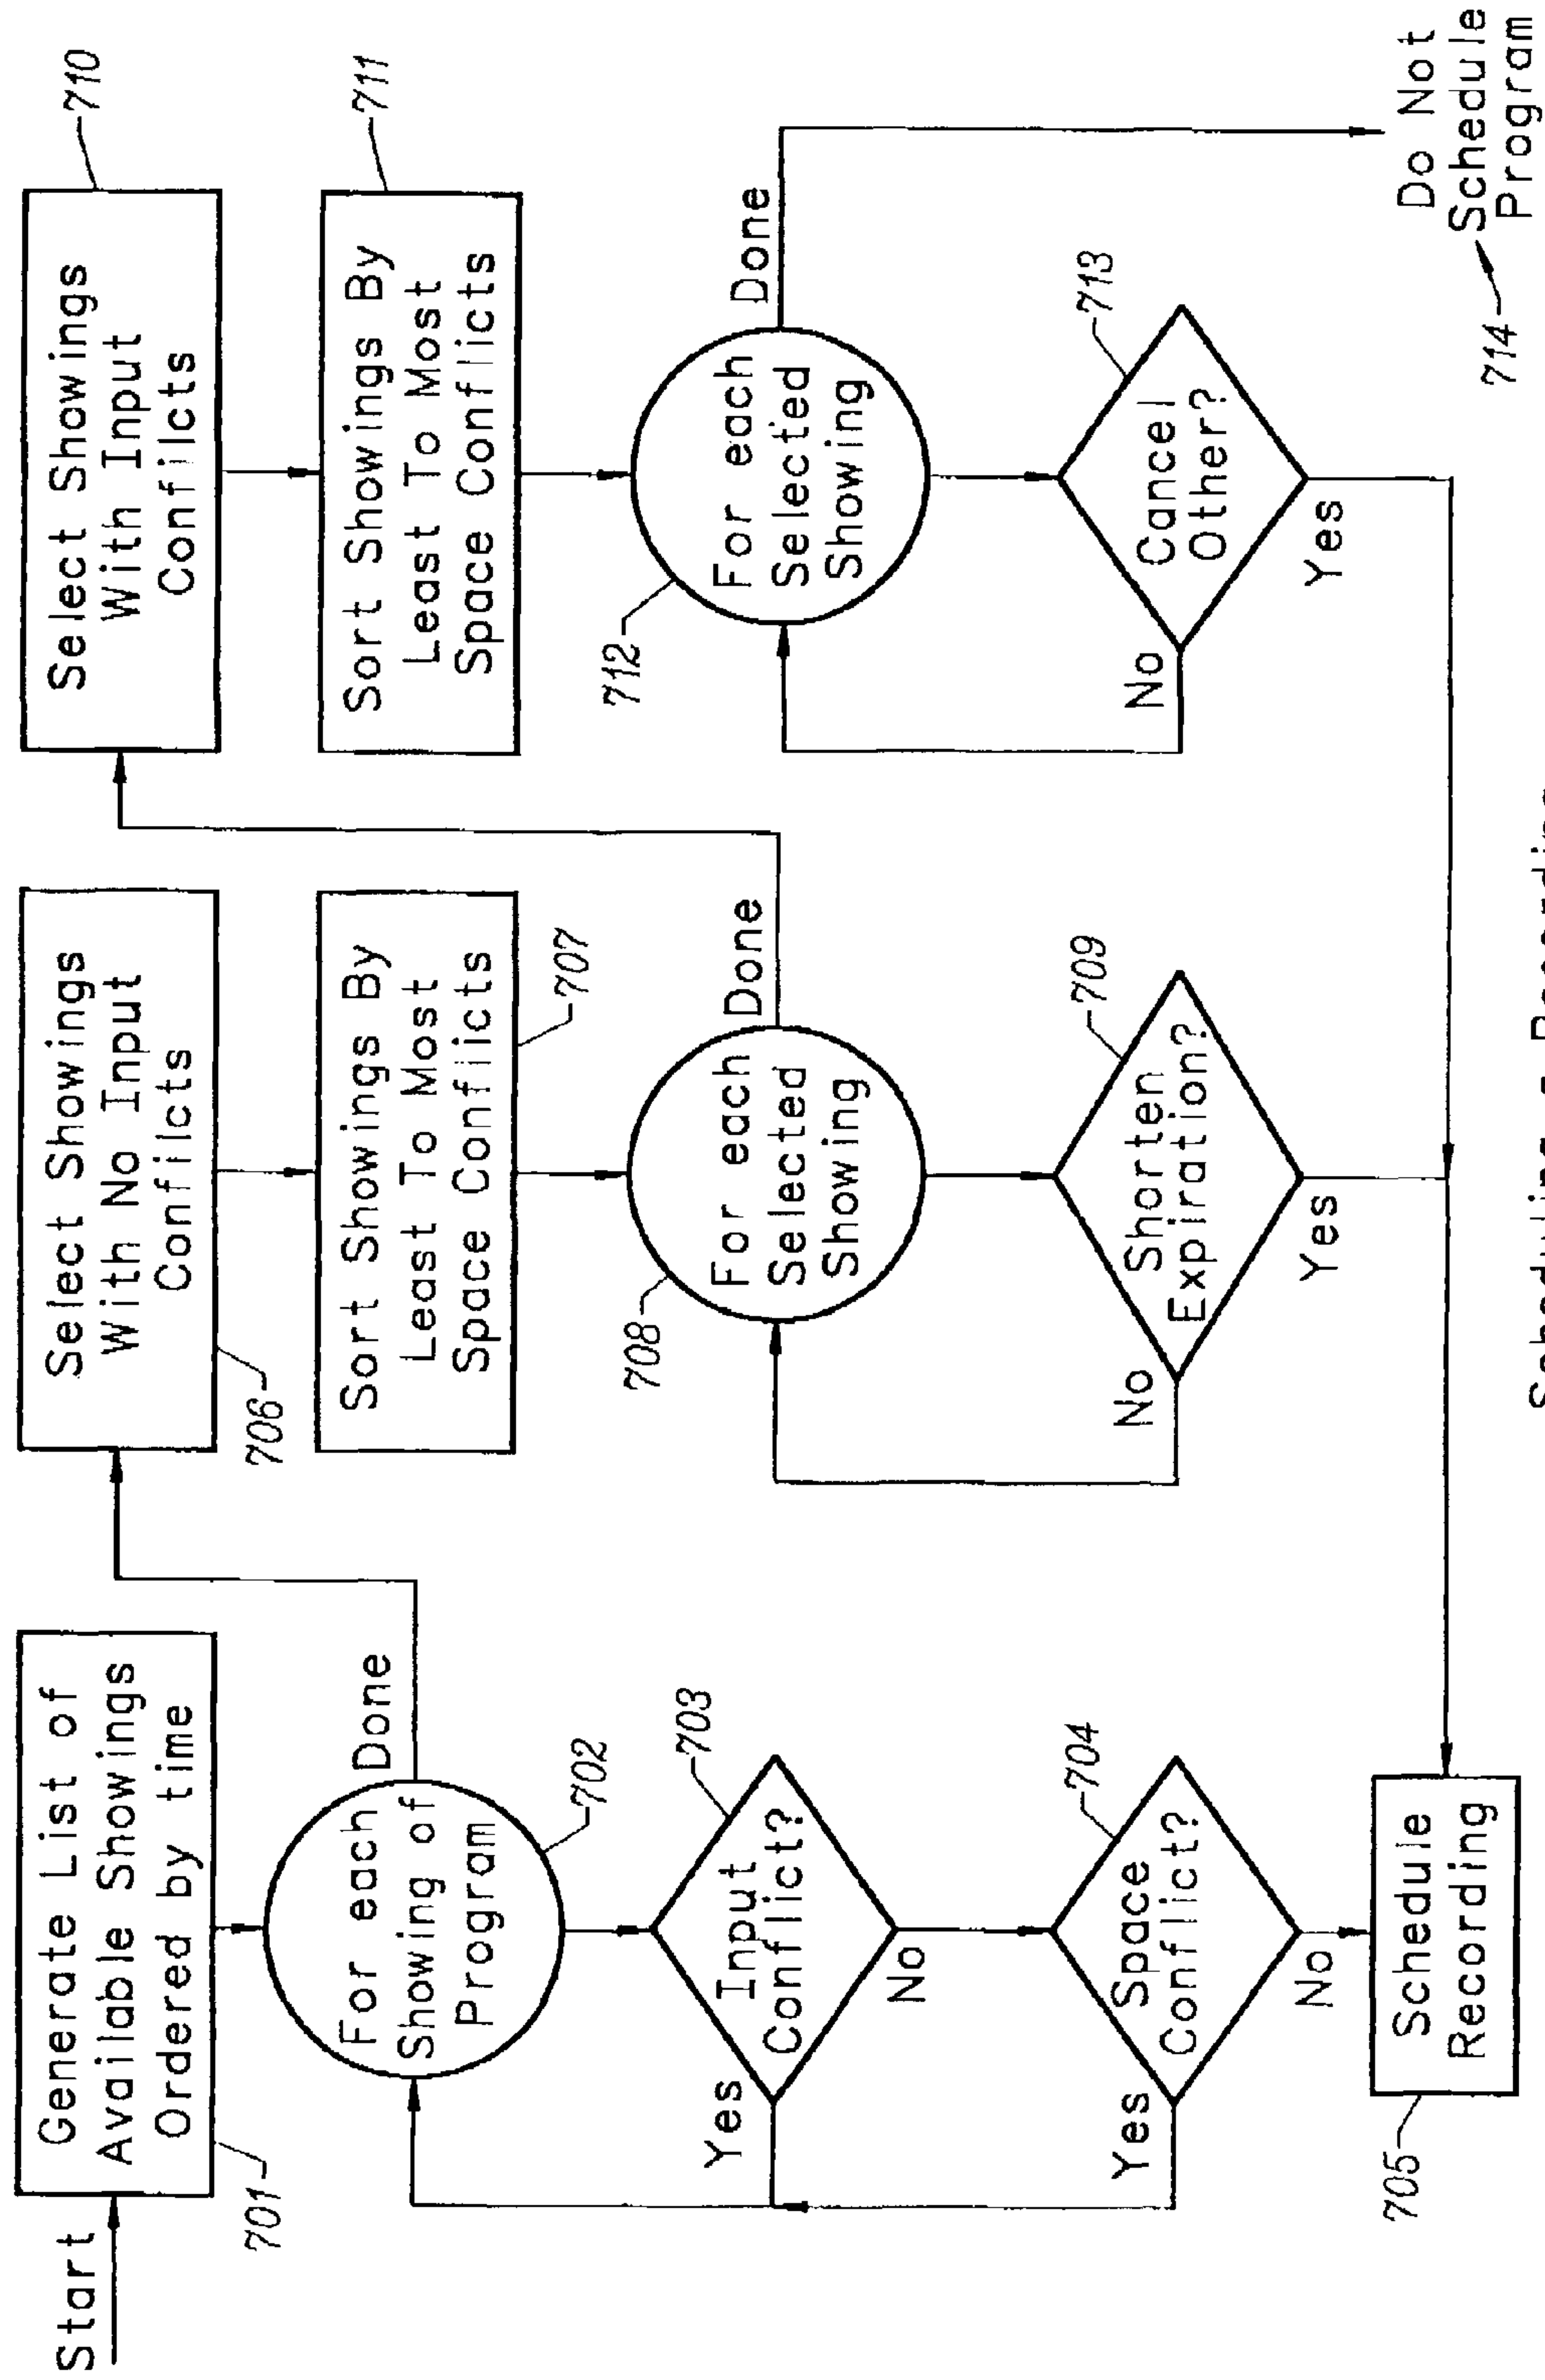 Start
Generate List of
Available Showings
Ordered by time
701
For each
Showing of
Program
Done
702
Input
Conflict?
703
Yes
No
Space
Conflict?
704
Yes
No
Schedule
Recording
705
Select Showings
With No Input
Confilcts
706
Sort Showings By
Least To Most
Space Conflicts
707
For each
Selected
Showing
Done
708
Shorten
Expiration?
709
No
Yes
Select Showings
With Input
Confilcts
710
Sort Showings By
Least To Most
Space Conflicts
711
For each
Selected
Showing
Done
712
Cancel
Other?
713
No
Yes
Do Not
Schedule
Program
714